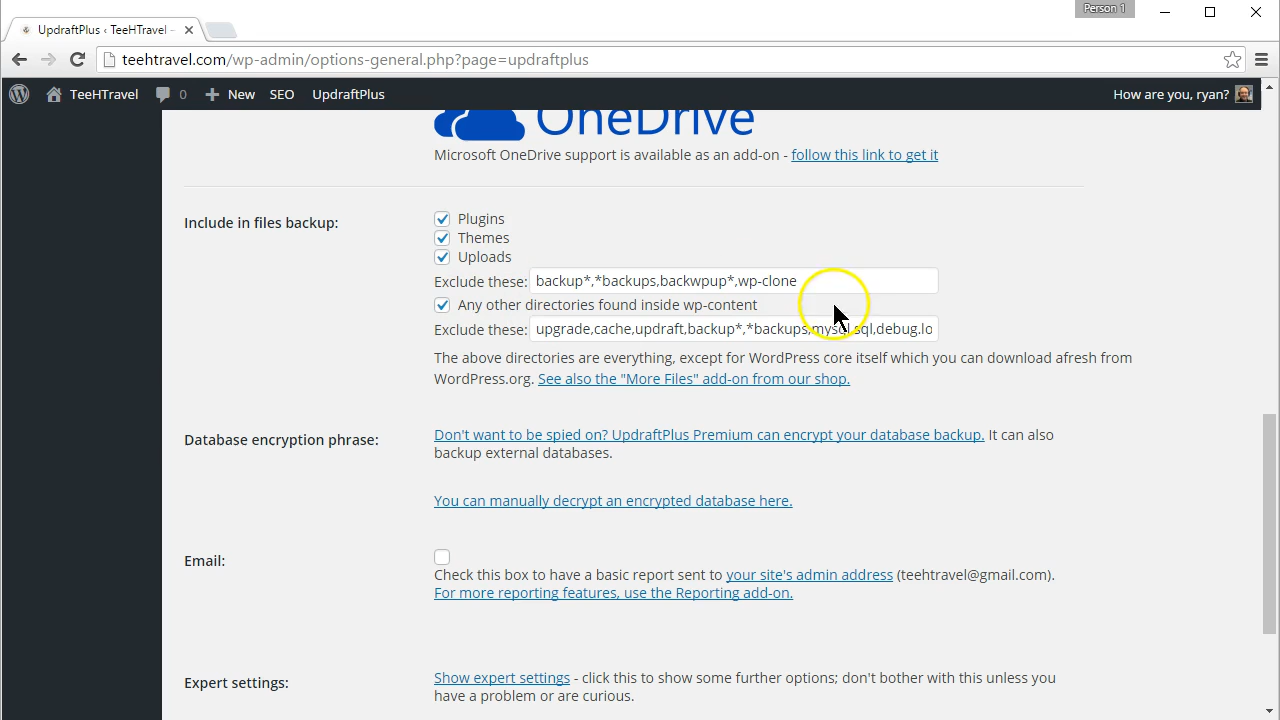 Person 1
UpdraftPlus ‹ TeeHTravel –
teehtravel.com/wp-admin/options-general.php?page=updraftplus
TeeHTravel 0 New SEO UpdraftPlus How are you, ryan?
OneDrive
Microsoft OneDrive support is available as an add-on - follow this link to get it
Include in files backup:
Plugins
Themes
Uploads
Exclude these: backup*,*backups,backwpup*,wp-clone
Any other directories found inside wp-content
Exclude these: upgrade,cache,updraft,backup*,*backups,mysql.sql,debug.lo
The above directories are everything, except for WordPress core itself which you can download afresh from
WordPress.org. See also the "More Files" add-on from our shop.
Database encryption phrase:
Don't want to be spied on? UpdraftPlus Premium can encrypt your database backup. It can also
backup external databases.
You can manually decrypt an encrypted database here.
Email:
Check this box to have a basic report sent to your site's admin address (teehtravel@gmail.com).
For more reporting features, use the Reporting add-on.
Expert settings:
Show expert settings - click this to show some further options; don't bother with this unless you
have a problem or are curious.